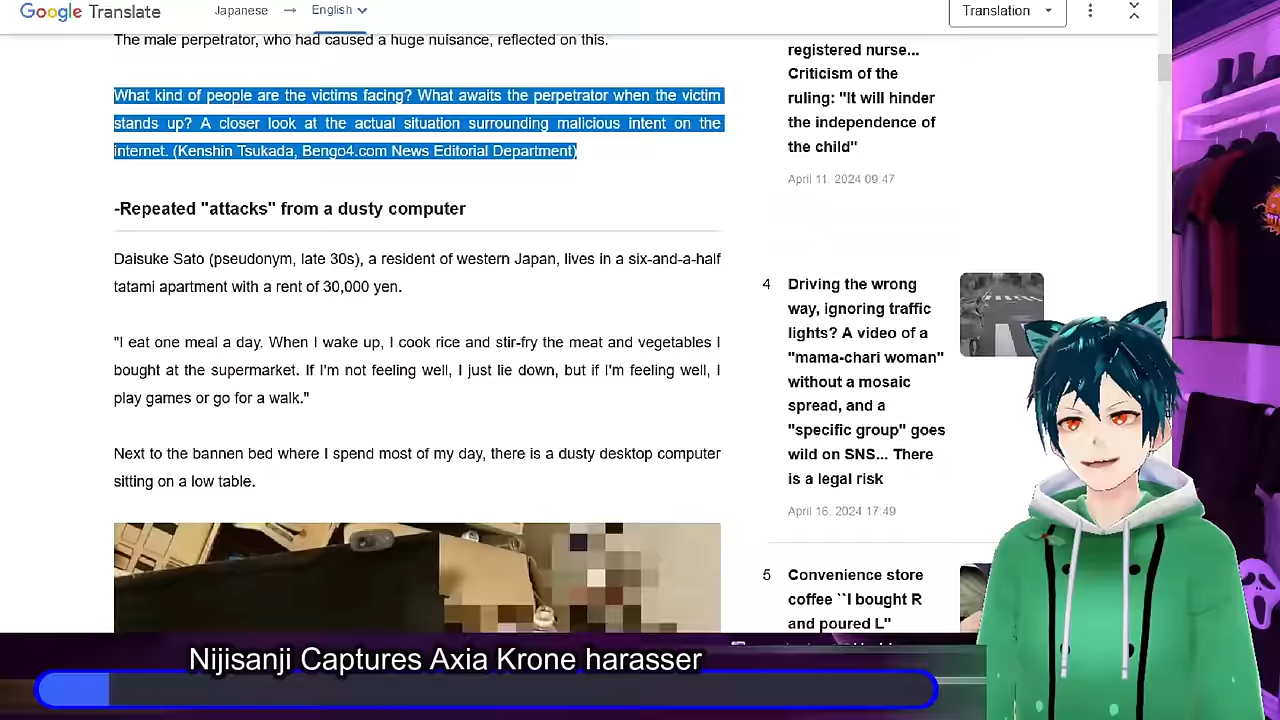 Google Translate
Japanese → English
Translation
The male perpetrator, who had caused a huge nuisance, reflected on this.
What kind of people are the victims facing? What awaits the perpetrator when the victim
stands up? A closer look at the actual situation surrounding malicious intent on the
internet. (Kenshin Tsukada, Bengo4.com News Editorial Department)
-Repeated "attacks" from a dusty computer
Daisuke Sato (pseudonym, late 30s), a resident of western Japan, lives in a six-and-a-half
tatami apartment with a rent of 30,000 yen.
"I eat one meal a day. When I wake up, I cook rice and stir-fry the meat and vegetables I
bought at the supermarket. If I'm not feeling well, I just lie down, but if I'm feeling well, I
play games or go for a walk."
Next to the bannen bed where I spend most of my day, there is a dusty desktop computer
sitting on a low table.
registered nurse...
Criticism of the
ruling: "It will hinder
the independence of
the child"
April 11, 2024 09:47
4
Driving the wrong
way, ignoring traffic
lights? A video of a
"mama-chari woman"
without a mosaic
spread, and a
"specific group" goes
wild on SNS... There
is a legal risk
April 16, 2024 17:49
5
Convenience store
coffee ``I bought R
and poured L"
Nijisanji Captures Axia Krone harasser